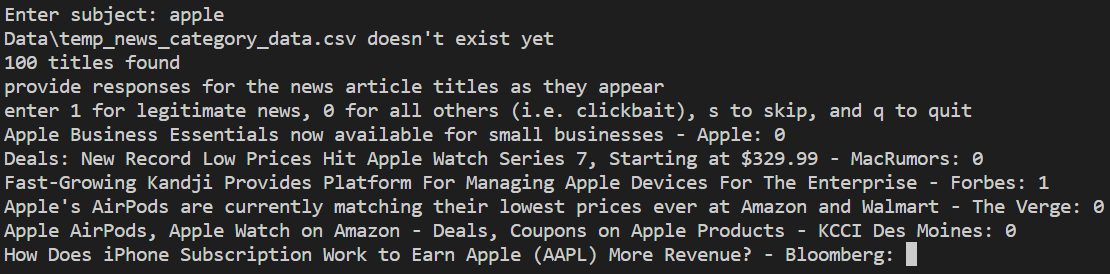 Enter subject: apple
Data\temp_news_category_data.csv doesn't exist yet
100 titles found
provide responses for the news article titles as they appear
enter 1 for legitimate news, 0 for all others (i.e. clickbait), s to skip, and q to quit
Apple Business Essentials now available for small businesses - Apple: 0
Deals: New Record Low Prices Hit Apple Watch Series 7, Starting at $329.99 - MacRumors: 0
Fast-Growing Kandji Provides Platform For Managing Apple Devices For The Enterprise - Forbes: 1
Apple's AirPods are currently matching their lowest prices ever at Amazon and Walmart - The Verge: 0
Apple AirPods, Apple Watch on Amazon - Deals, Coupons on Apple Products - KCCI Des Moines: 0
How Does iPhone Subscription Work to Earn Apple (AAPL) More Revenue? - Bloomberg: